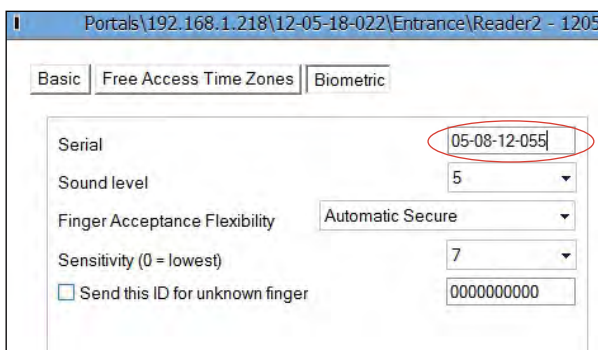 Portals\192.168.1.218\12-05-18-022\Entrance\Reader2 - 1205
Basic Free Access Time Zones Biometric
Serial 05-08-12-055
Sound level 5
Finger Acceptance Flexibility Automatic Secure
Sensitivity (0 = lowest) 7
Send this ID for unknown finger 0000000000